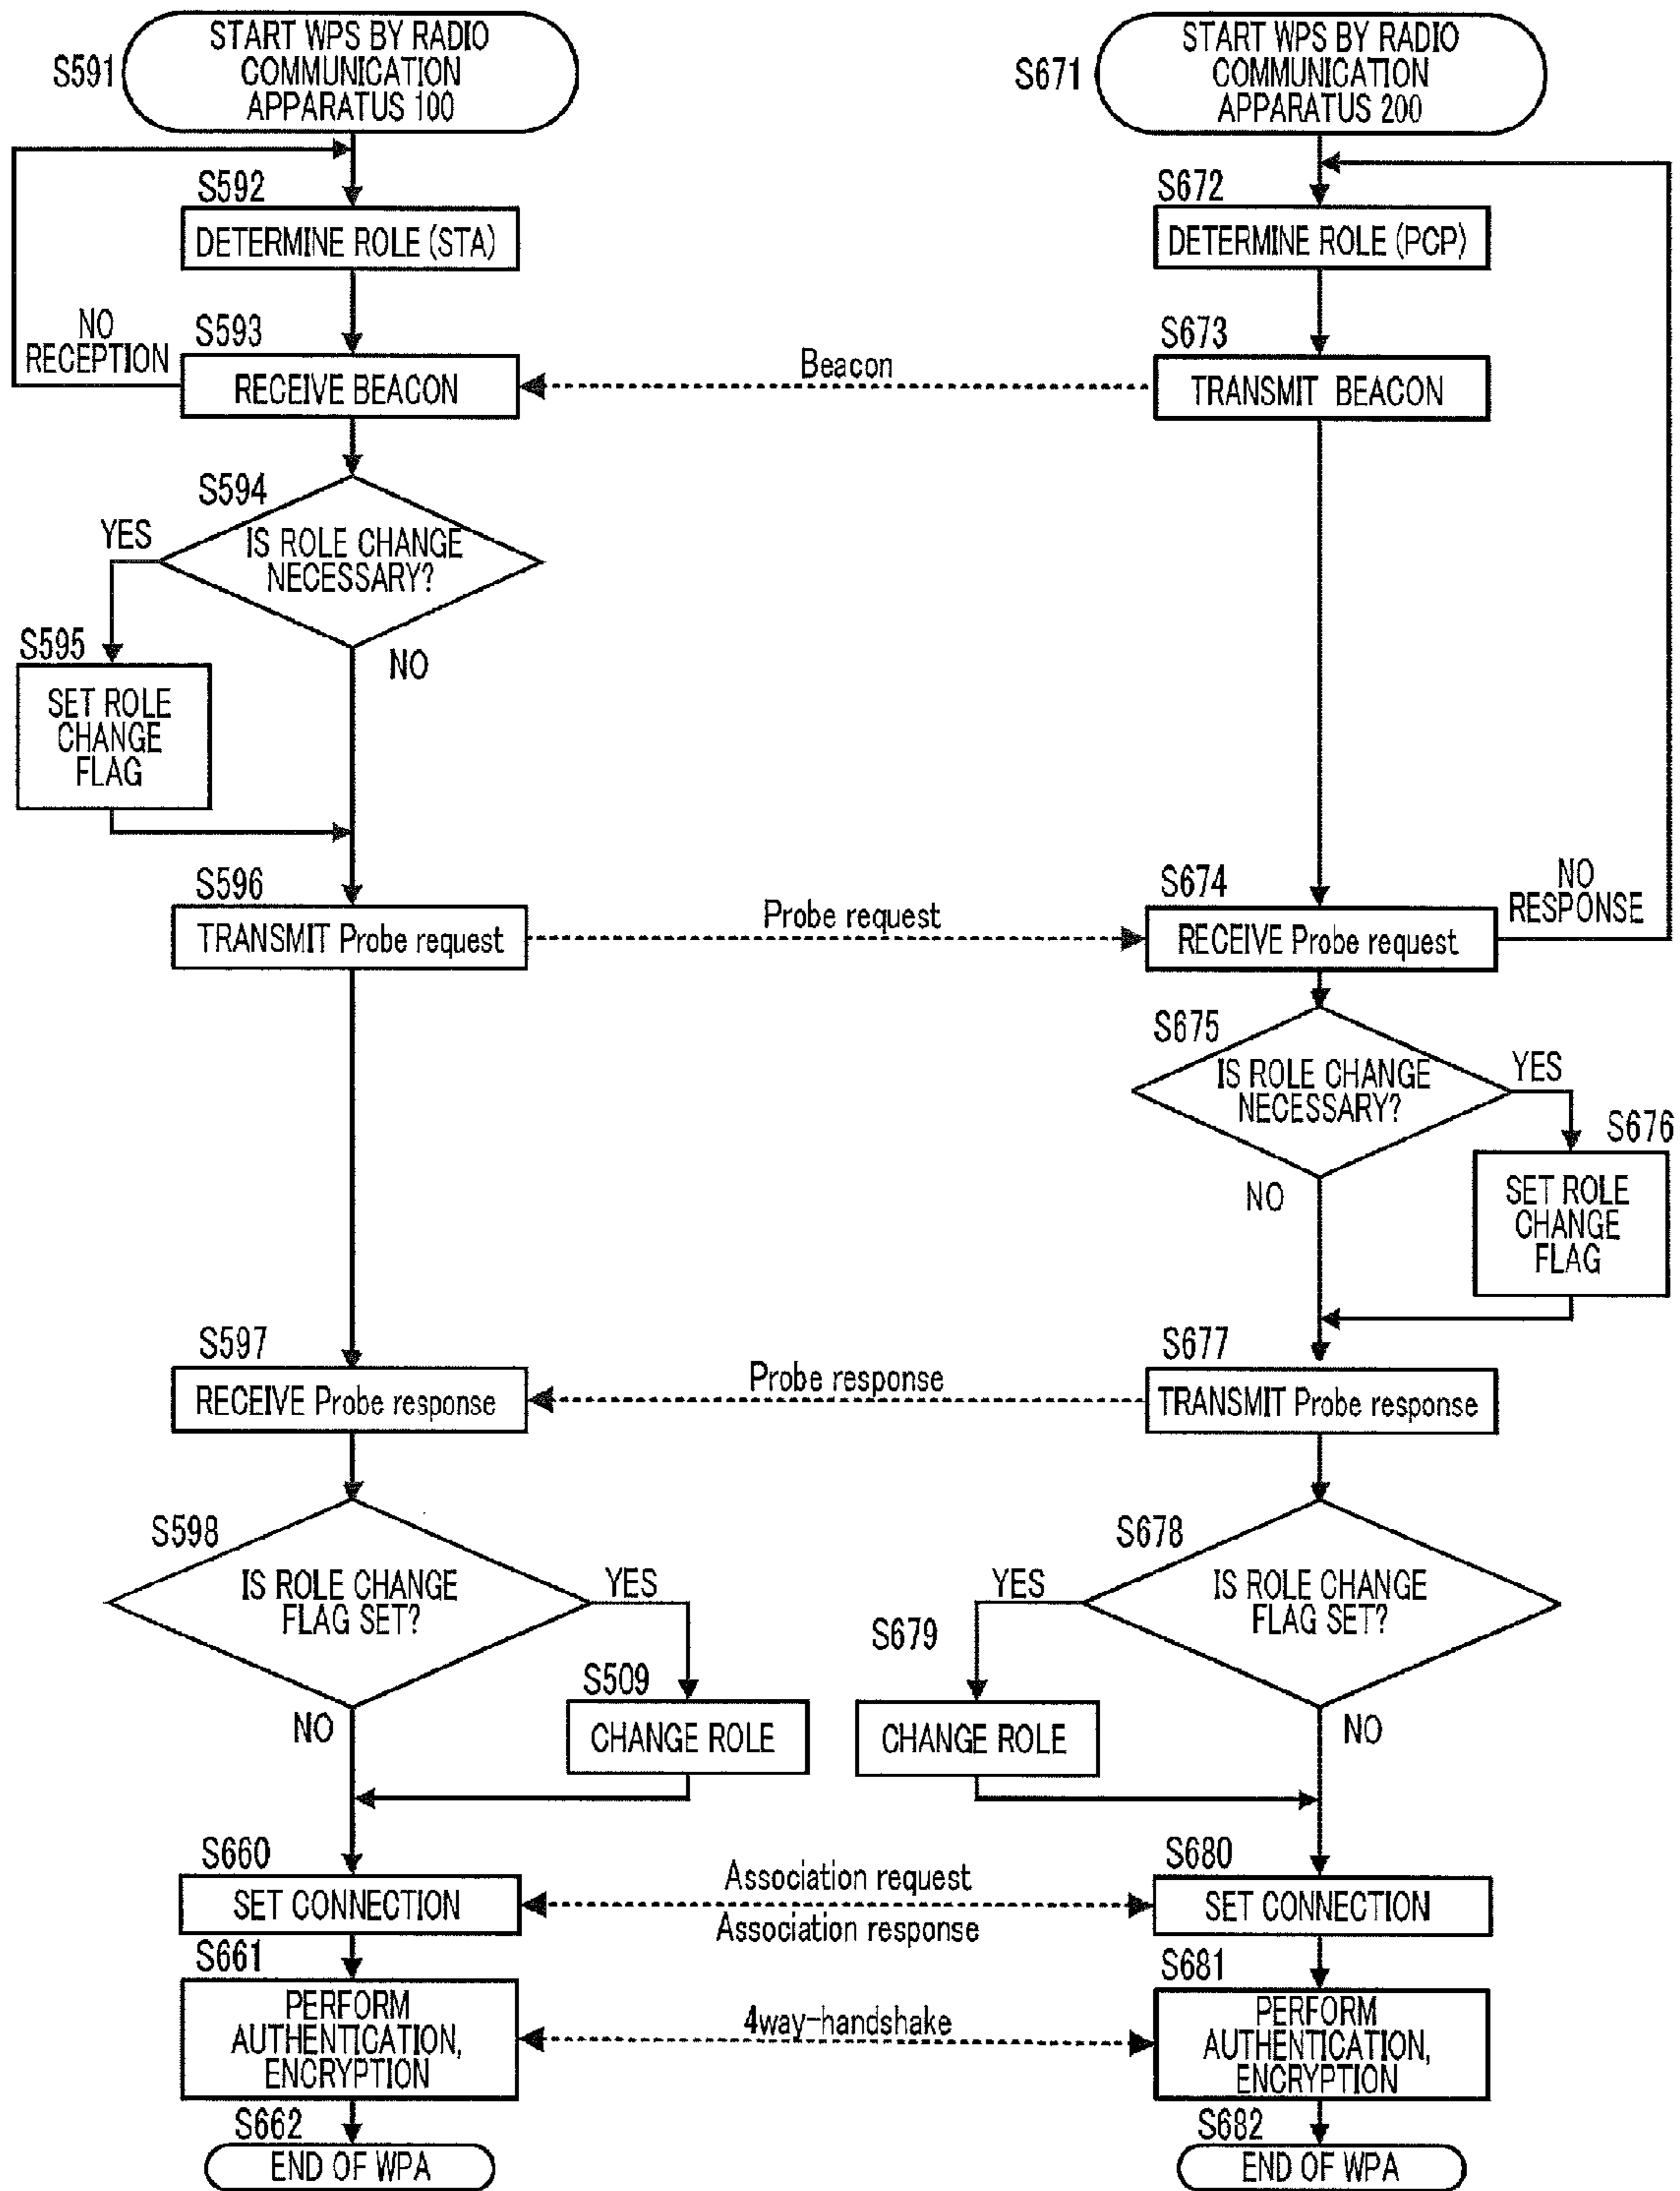 START WPS BY RADIO
COMMUNICATION
APPARATUS 100
S591
START WPS BY RADIO
COMMUNICATION
APPARATUS 200
S671
S592
DETERMINE ROLE (STA)
S672
DETERMINE ROLE (PCP)
NO
RECEPTION
S593
RECEIVE BEACON
Beacon
S673
TRANSMIT BEACON
S594
YES
IS ROLE CHANGE
NECESSARY?
NO
S595
SET ROLE
CHANGE
FLAG
S596
TRANSMIT Probe request
Probe request
S674
RECEIVE Probe request
NO
RESPONSE
S675
IS ROLE CHANGE
NECESSARY?
YES
NO
S676
SET ROLE
CHANGE
FLAG
S597
RECEIVE Probe response
Probe response
S677
TRANSMIT Probe response
S598
IS ROLE CHANGE
FLAG SET?
YES
NO
S509
CHANGE ROLE
S678
IS ROLE CHANGE
FLAG SET?
YES
NO
S679
CHANGE ROLE
S660
SET CONNECTION
Association request
Association response
S680
SET CONNECTION
S661
PERFORM
AUTHENTICATION,
ENCRYPTION
4way-handshake
S681
PERFORM
AUTHENTICATION,
ENCRYPTION
S662
END OF WPA
S682
END OF WPA